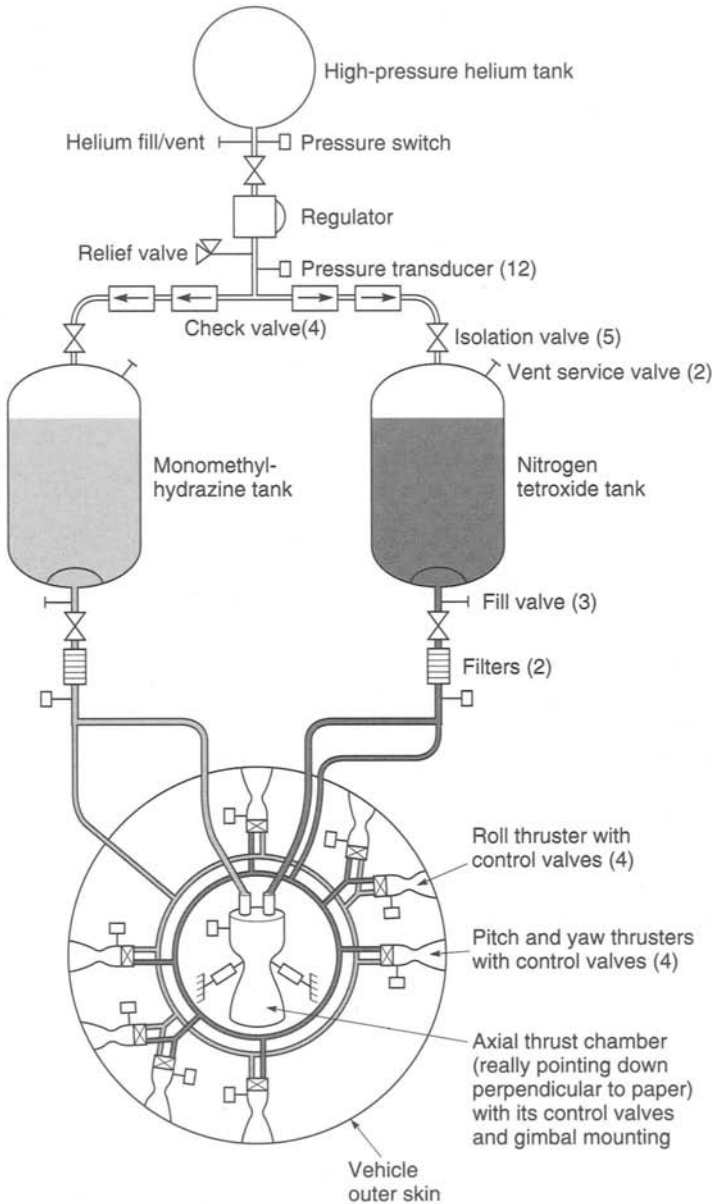 High-pressure helium tank
Helium fill/vent
Pressure switch
Regulator
Relief valve
Pressure transducer (12)
Check valve(4)
Isolation valve (5)
Vent service valve (2)
Monomethyl-
hydrazine tank
Nitrogen
tetroxide tank
Fill valve (3)
Filters (2)
Roll thruster with
control valves (4)
Pitch and yaw thrusters
with control valves (4)
Axial thrust chamber
(really pointing down
perpendicular to paper)
with its control valves
and gimbal mounting
Vehicle
outer skin